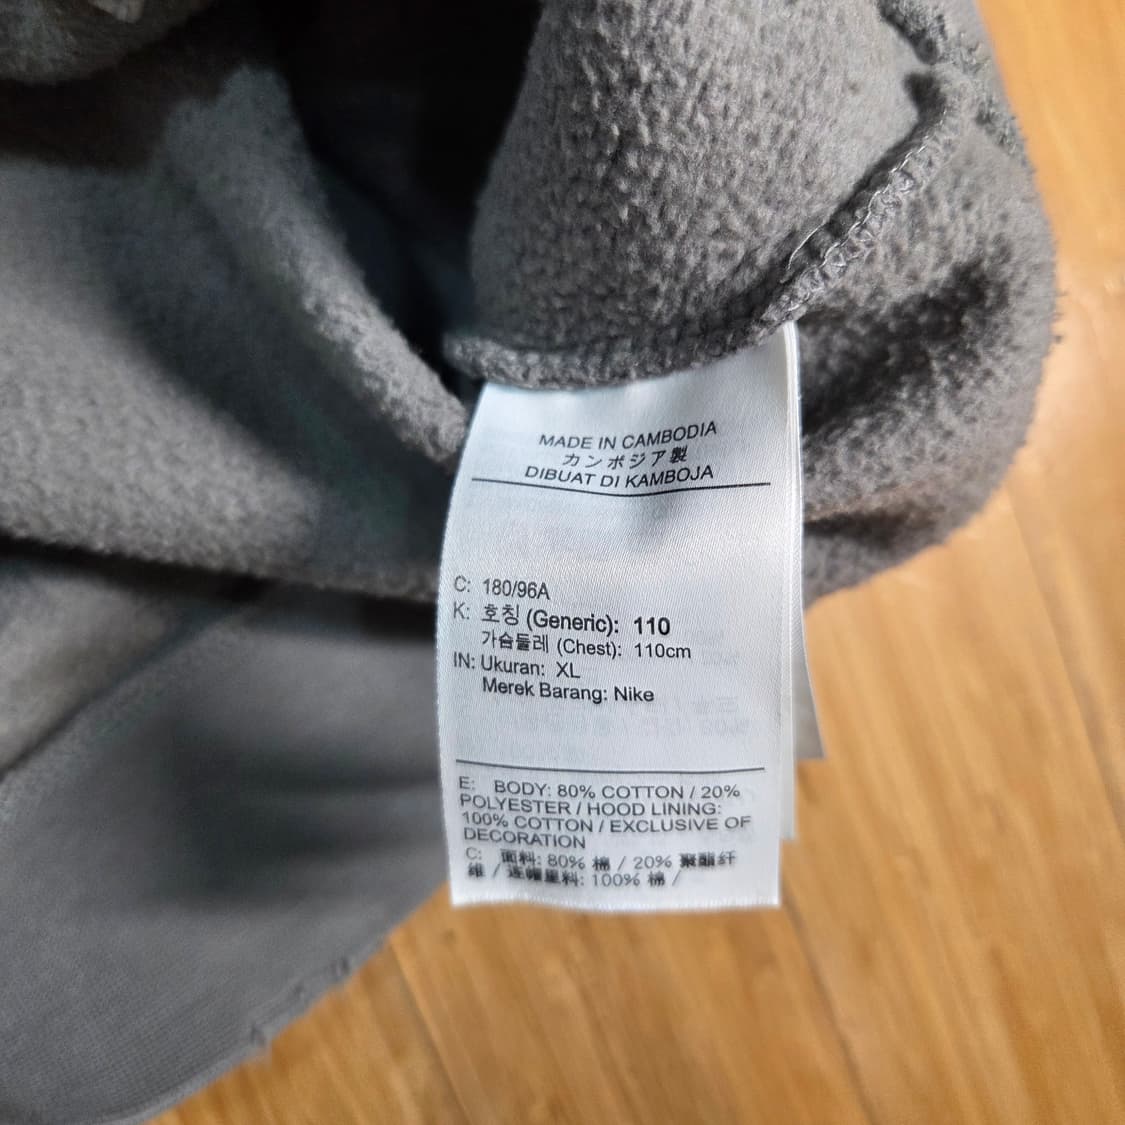 MADE IN CAMBODIA
カンボジア製
DIBUAT DI KAMBOJA
C: 180/96A
K: 호칭 (Generic): 110
가슴둘레 (Chest): 110cm
IN: Ukuran: XL
Merek Barang: Nike
E: BODY: 80% COTTON / 20%
POLYESTER / HOOD LINING:
100% COTTON / EXCLUSIVE OF
DECORATION
C: 面料: 80% 棉 / 20% 聚酯纤
维 / 连帽里料: 100% 棉 /